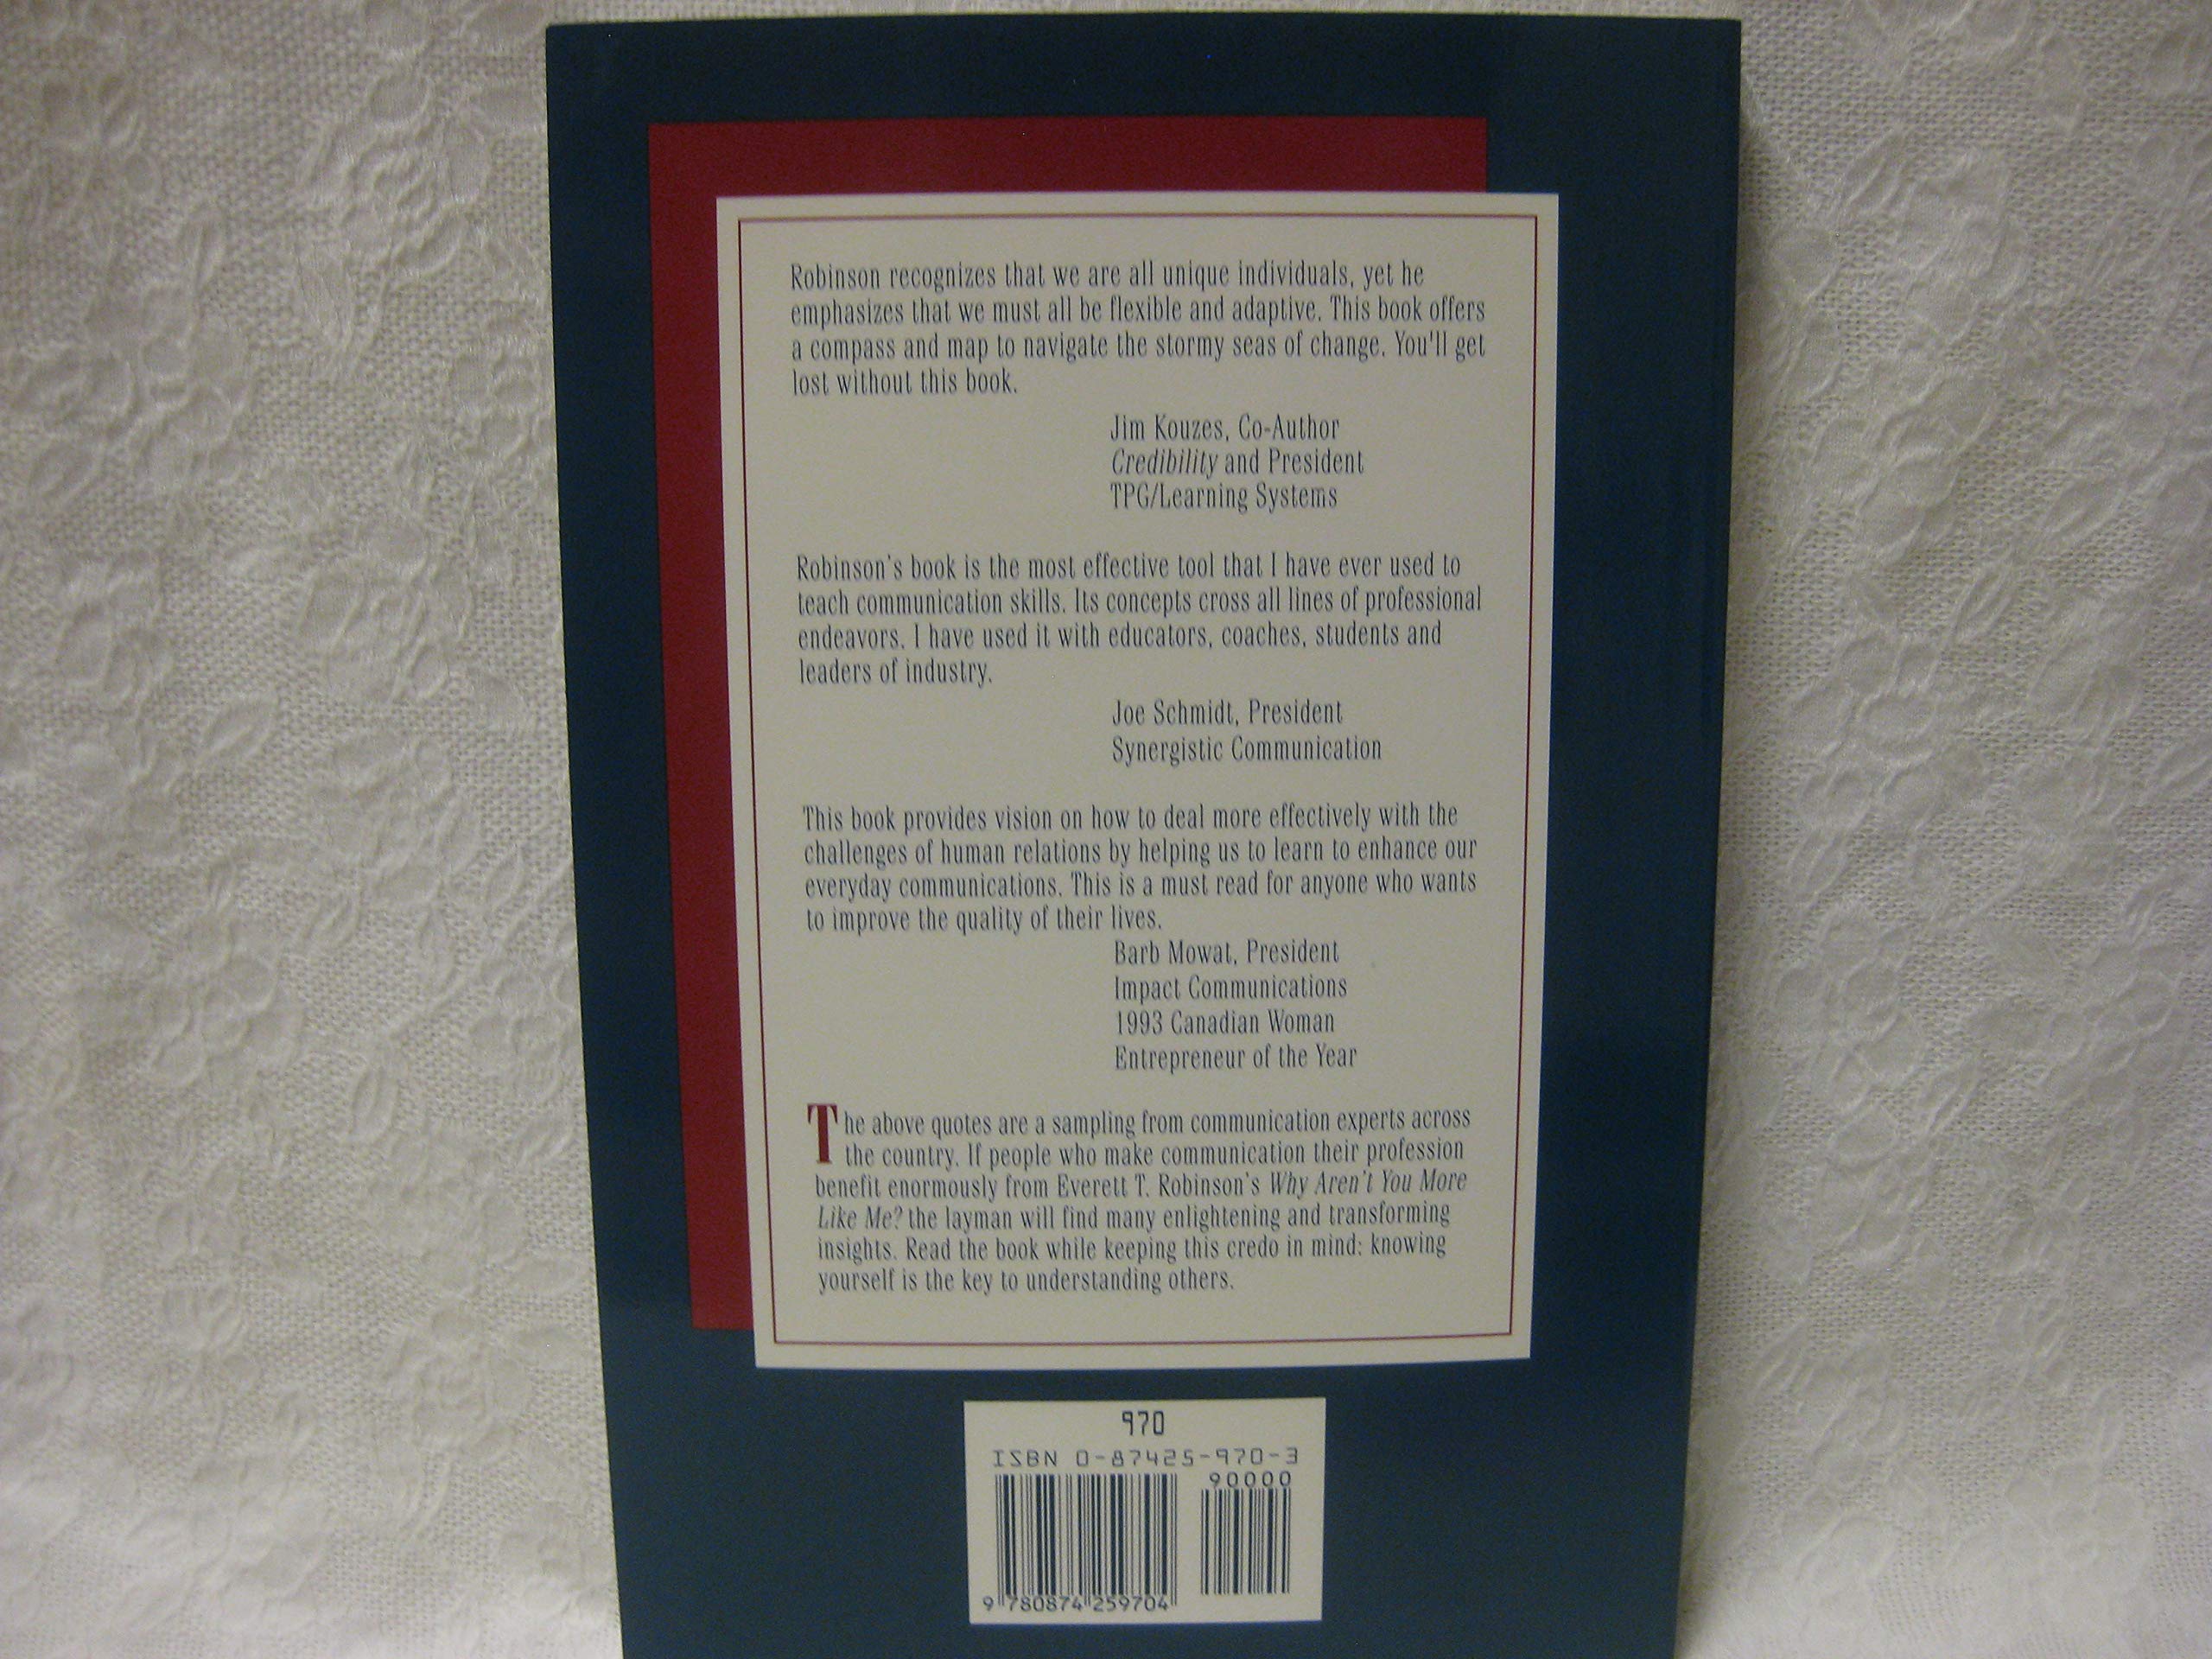 Robinson recognizes that we are all unique individuals, yet he
emphasizes that we must all be flexible and adaptive. This book offers
a compass and map to navigate the stormy seas of change. You'll get
lost without this book.
Jim Kouzes, Co-Author
Credibility and President
TPG/Learning Systems
Robinson's book is the most effective tool that I have ever used to
teach communication skills. Its concepts cross all lines of professional
endeavors. I have used it with educators, coaches, students and
leaders of industry.
Joe Schmidt, President
Synergistic Communication
This book provides vision on how to deal more effectively with the
challenges of human relations by helping us to learn to enhance our
everyday communications. This is a must read for anyone who wants
to improve the quality of their lives.
Barb Mowat, President
Impact Communications
1993 Canadian Woman
Entrepreneur of the Year
The above quotes are a sampling from communication experts across
the country. If people who make communication their profession
benefit enormously from Everett T. Robinson's Why Aren't You More
Like Me? the layman will find many enlightening and transforming
insights. Read the book while keeping this credo in mind: knowing
yourself is the key to understanding others.
970
ISBN 0-87425-970-3
90000
9 780874 259704